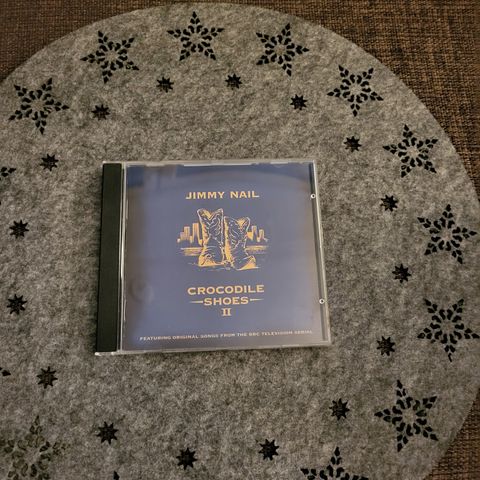 JIMMY NAIL
CROCODILE
SHOES
II
FEATURING ORIGINAL SONGS FROM THE BBC TELEVISION SERIAL